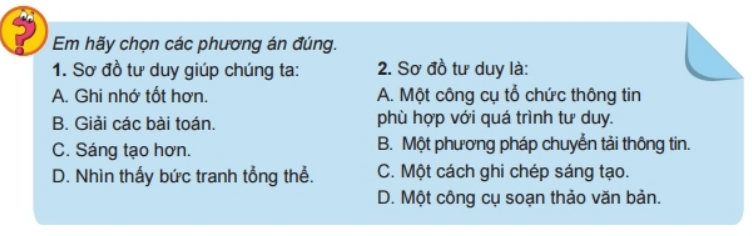 Em hãy chọn các phương án đúng.
1. Sơ đồ tư duy giúp chúng ta:
A. Ghi nhớ tốt hơn.
B. Giải các bài toán.
C. Sáng tạo hơn.
D. Nhìn thấy bức tranh tổng thể.
2. Sơ đồ tư duy là:
A. Một công cụ tổ chức thông tin
phù hợp với quá trình tư duy.
B. Một phương pháp chuyển tải thông tin.
C. Một cách ghi chép sáng tạo.
D. Một công cụ soạn thảo văn bản.